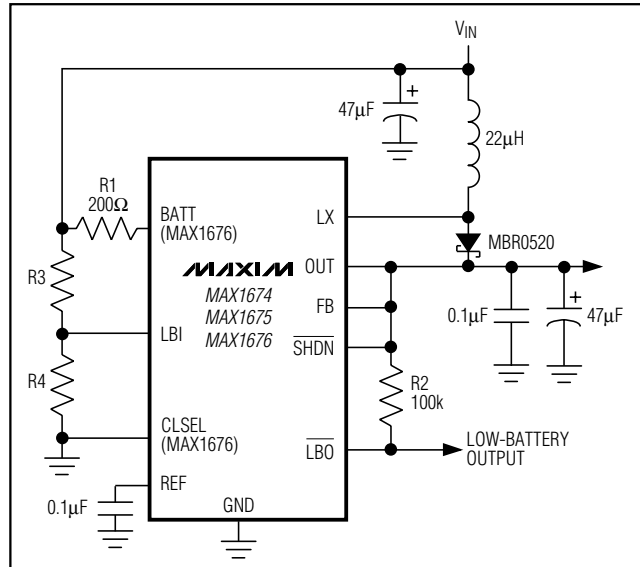 VIN
47µF
+
22µH
R1
200Ω
BATT
(MAX1676)
LX
MBR0520
MAXIM
MAX1674
MAX1675
MAX1676
OUT
R3
FB
0.1µF
+
47µF
LBI
SHDN
R4
R2
100k
CLSEL
(MAX1676)
LBO
LOW-BATTERY
OUTPUT
REF
0.1µF
GND